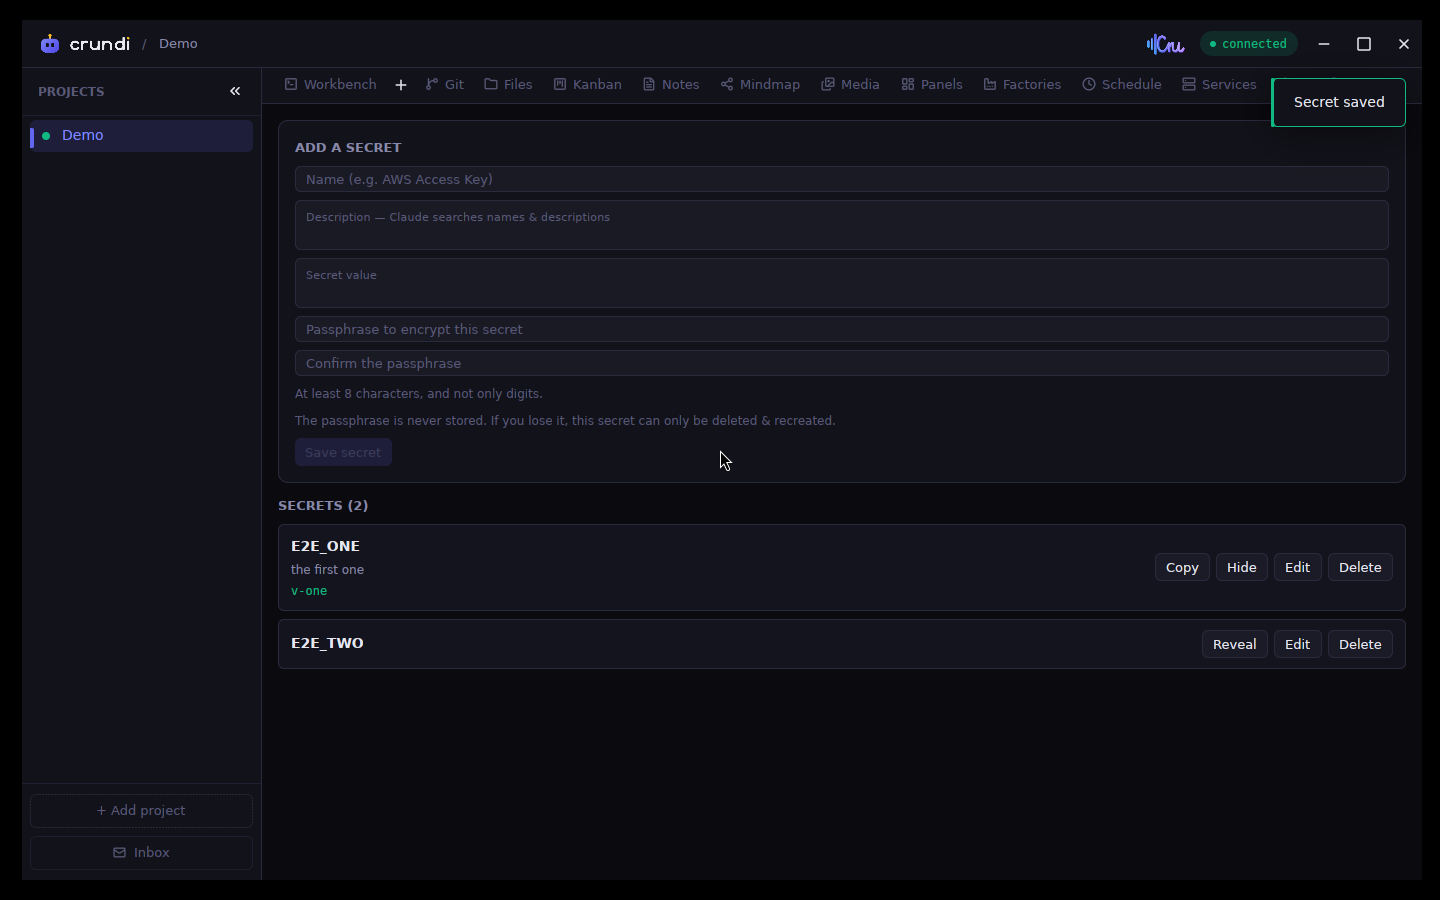 crundi / Demo
Cru
connected
PROJECTS
Workbench
Git
Files
Kanban
Notes
Mindmap
Media
Panels
Factories
Schedule
Services
Secret saved
Demo
ADD A SECRET
Name (e.g. AWS Access Key)
Description — Claude searches names & descriptions
Secret value
Passphrase to encrypt this secret
Confirm the passphrase
At least 8 characters, and not only digits.
The passphrase is never stored. If you lose it, this secret can only be deleted & recreated.
Save secret
SECRETS (2)
E2E_ONE
the first one
v-one
Copy
Hide
Edit
Delete
E2E_TWO
Reveal
Edit
Delete
+ Add project
Inbox